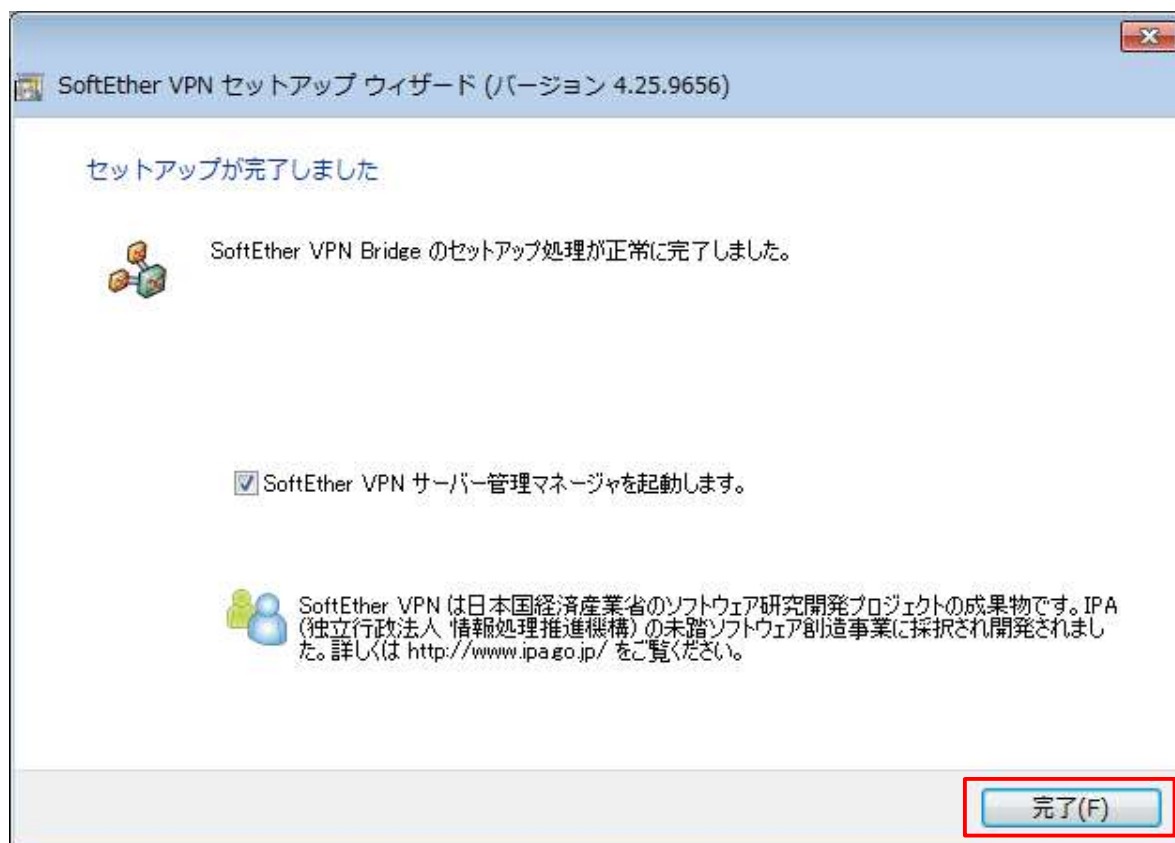 SoftEther VPN セットアップ ウィザード (バージョン 4.25.9656)
セットアップが完了しました
SoftEther VPN Bridge のセットアップ処理が正常に完了しました。
SoftEther VPN サーバー管理マネージャを起動します。
SoftEther VPN は日本国経済産業省のソフトウェア研究開発プロジェクトの成果物です。IPA
(独立行政法人 情報処理推進機構) の未踏ソフトウェア創造事業に採択され開発されまし
た。詳しくは http://www.ipa.go.jp/ をご覧ください。
完了(F)